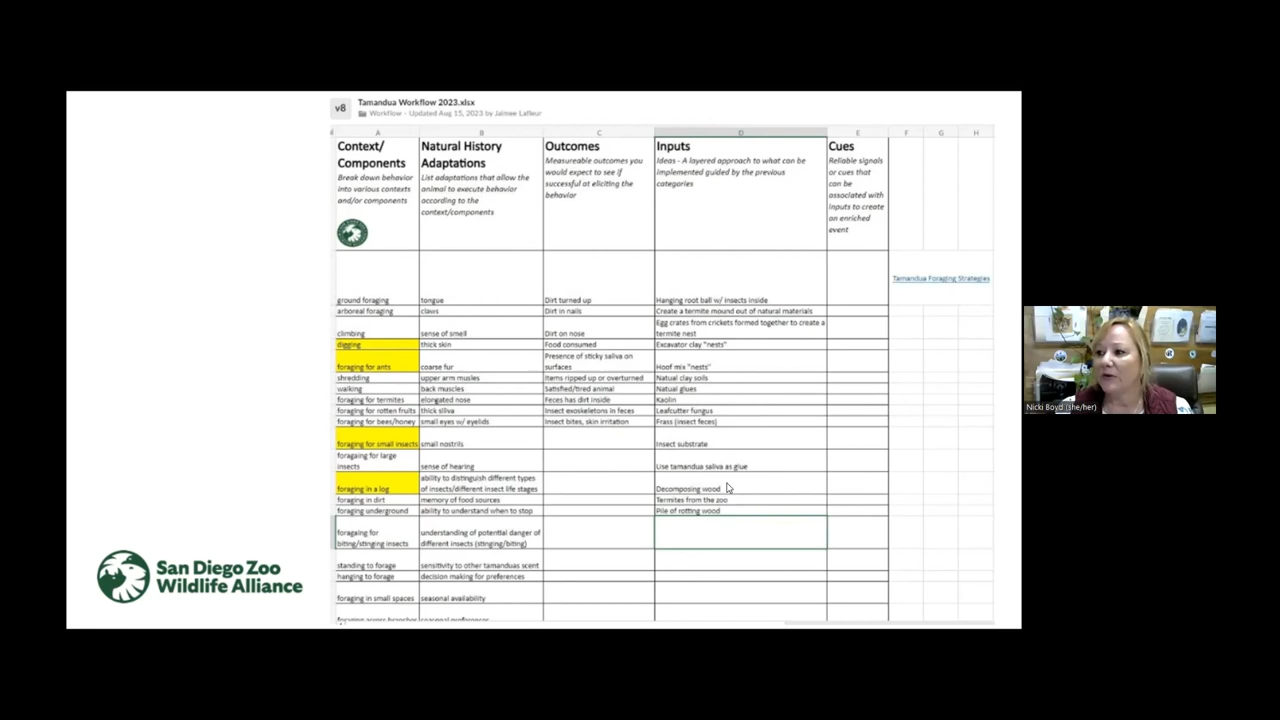 v8
Tamandua Workflow 2023.xlsx
Workflow - Updated Aug 15, 2023 by Jaimee Lafleur
A B C D E F G H
Context/
Components
Break down behavior
into various contexts
and/or components
Natural History
Adaptations
List adaptations that allow the
animal to execute behavior
according to the
context/components
Outcomes
Measureable outcomes you
would expect to see if
successful at eliciting the
behavior
Inputs
Ideas - A layered approach to what can be
implemented guided by the previous
categories
Cues
Reliable signals
or cues that
can be
associated with
inputs to create
an enriched
event
Tamandua Foraging Strategies
ground foraging tongue Dirt turned up Hanging root ball w/ insects inside
arboreal foraging claws Dirt in nails Create a termite mound out of natural materials
Egg crates from crickets formed together to create a
climbing sense of smell Dirt on nose termite nest
digging thick skin Food consumed Excavator clay "nests"
Presence of sticky saliva on
foraging for ants coarse fur surfaces Hoof mix "nests"
shredding upper arm musles Items ripped up or overturned Natual clay soils
walking back muscles Satisfied/tired animal Natual glues
foraging for termites elongated nose Feces has dirt inside Kaolin
foraging for rotten fruits thick siliva Insect exoskeletons in feces Leafcutter fungus
foraging for bees/honey small eyes w/ eyelids Insect bites, skin irritation Frass (insect feces)
foraging for small insects small nostrils Insect substrate
foragaing for large
insects sense of hearing Use tamandua saliva as glue
ability to distinguish different types
foraging in a log of insects/different insect life stages Decomposing wood
foraging in dirt memory of food sources Termites from the zoo
foraging underground ability to understand when to stop Pile of rotting wood
foragaing for understanding of potential danger of
biting/stinging insects different insects (stinging/biting)
standing to forage sensitivity to other tamanduas scent
hanging to forage decision making for preferences
foraging in small spaces seasonal availability
foraging across branches seasonal preferences
San Diego Zoo
Wildlife Alliance
Nicki Boyd (she/her)